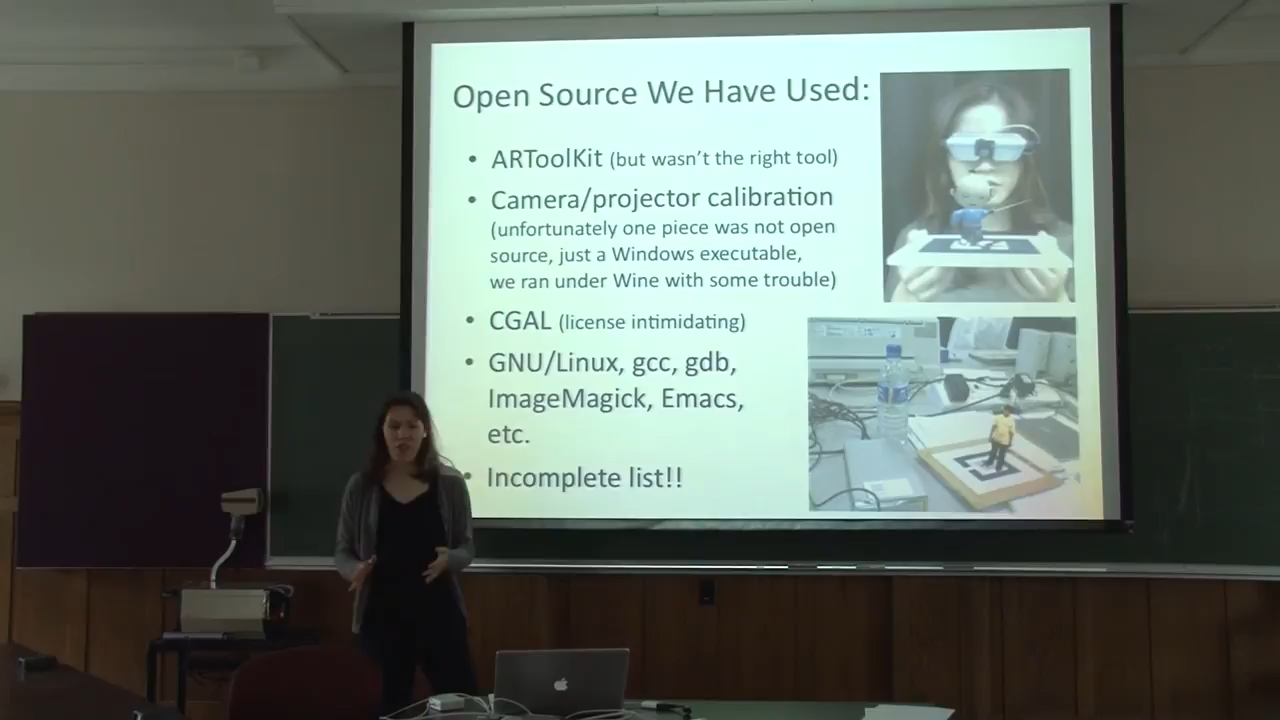 Open Source We Have Used:
• ARToolKit (but wasn't the right tool)
• Camera/projector calibration
(unfortunately one piece was not open
source, just a Windows executable,
we ran under Wine with some trouble)
• CGAL (license intimidating)
• GNU/Linux, gcc, gdb,
ImageMagick, Emacs,
etc.
• Incomplete list!!